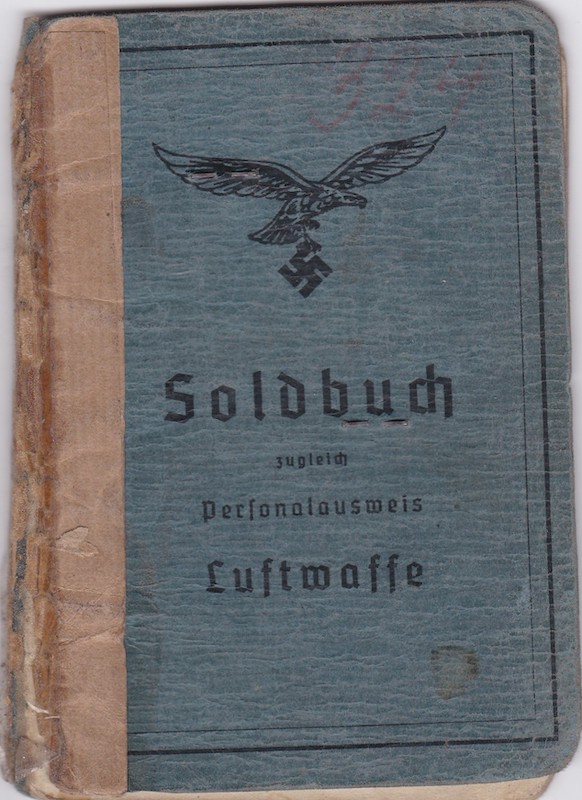 Soldbuch
zugleich
Personalausweis
Luftwaffe